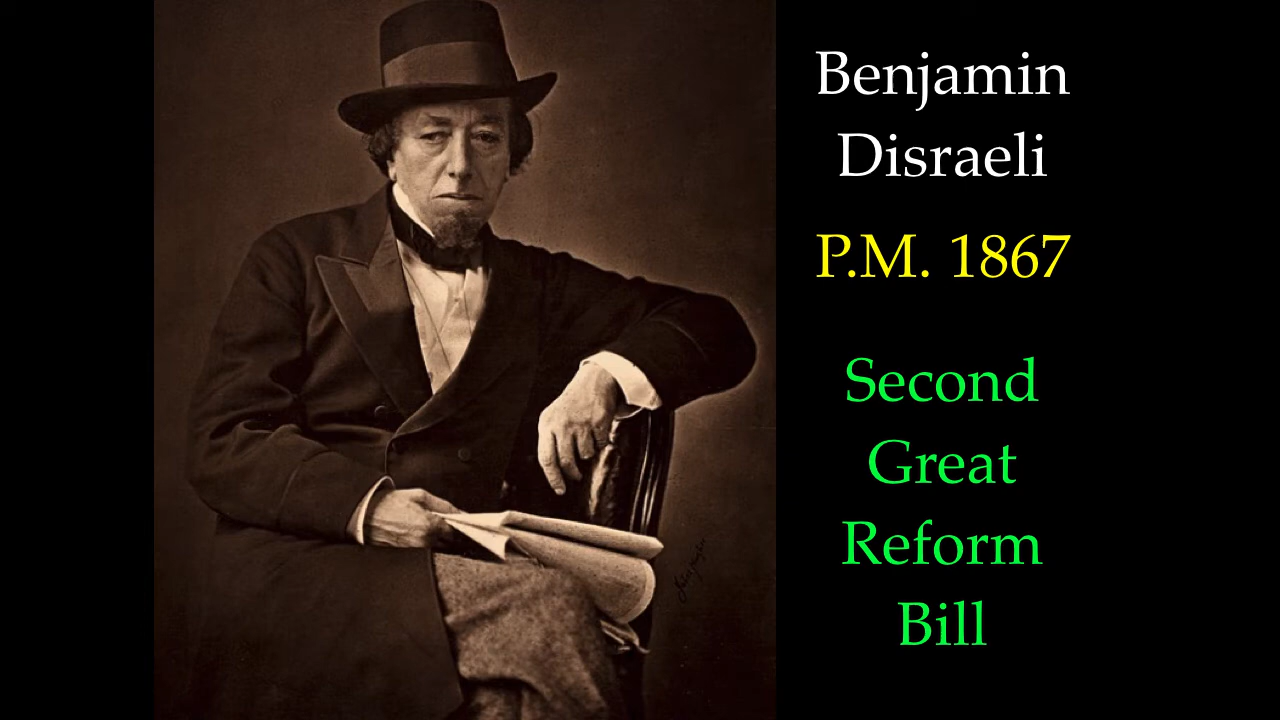 Benjamin
Disraeli
P.M. 1867
Second
Great
Reform
Bill